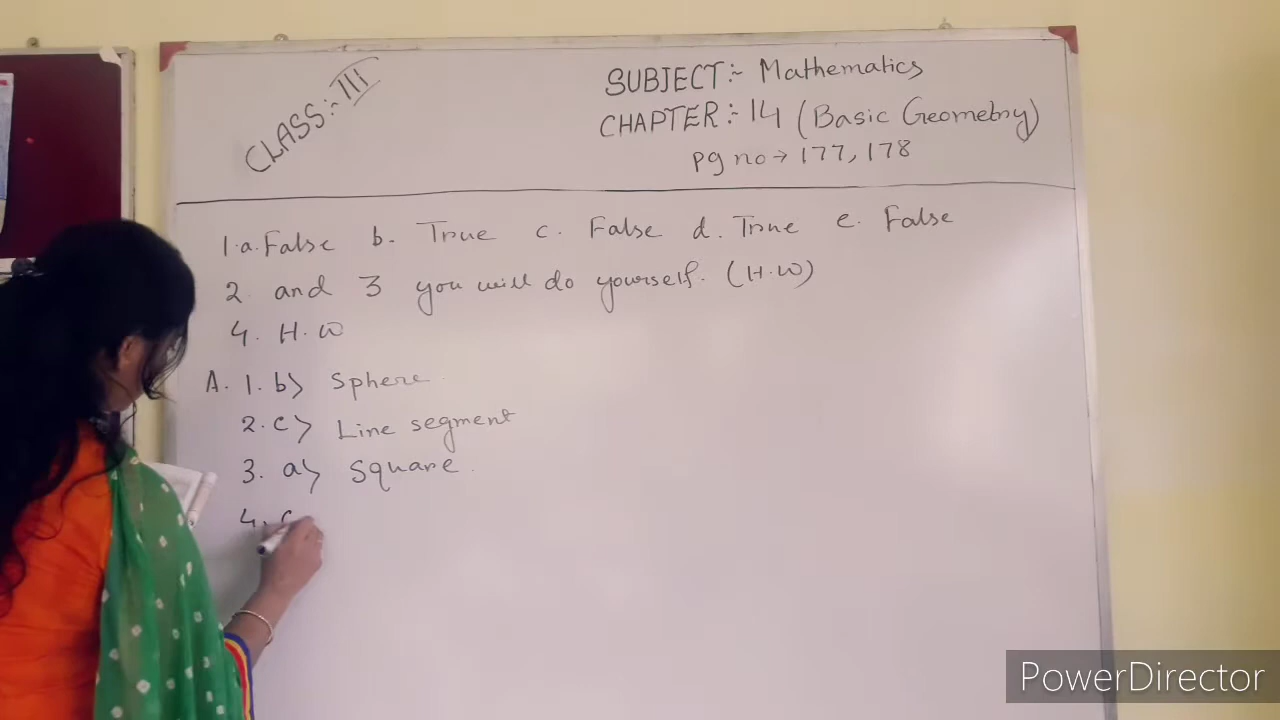 CLASS:- III
SUBJECT:- Mathematics
CHAPTER:- 14 (Basic Geometry)
Pg no → 177, 178
1. a. False b. True c. False d. True e. False
2 and 3 you will do yourself. (H.W)
4. H.W
A. 1. b) Sphere
2. c) Line segment
3. a) Square.
4. c
PowerDirector